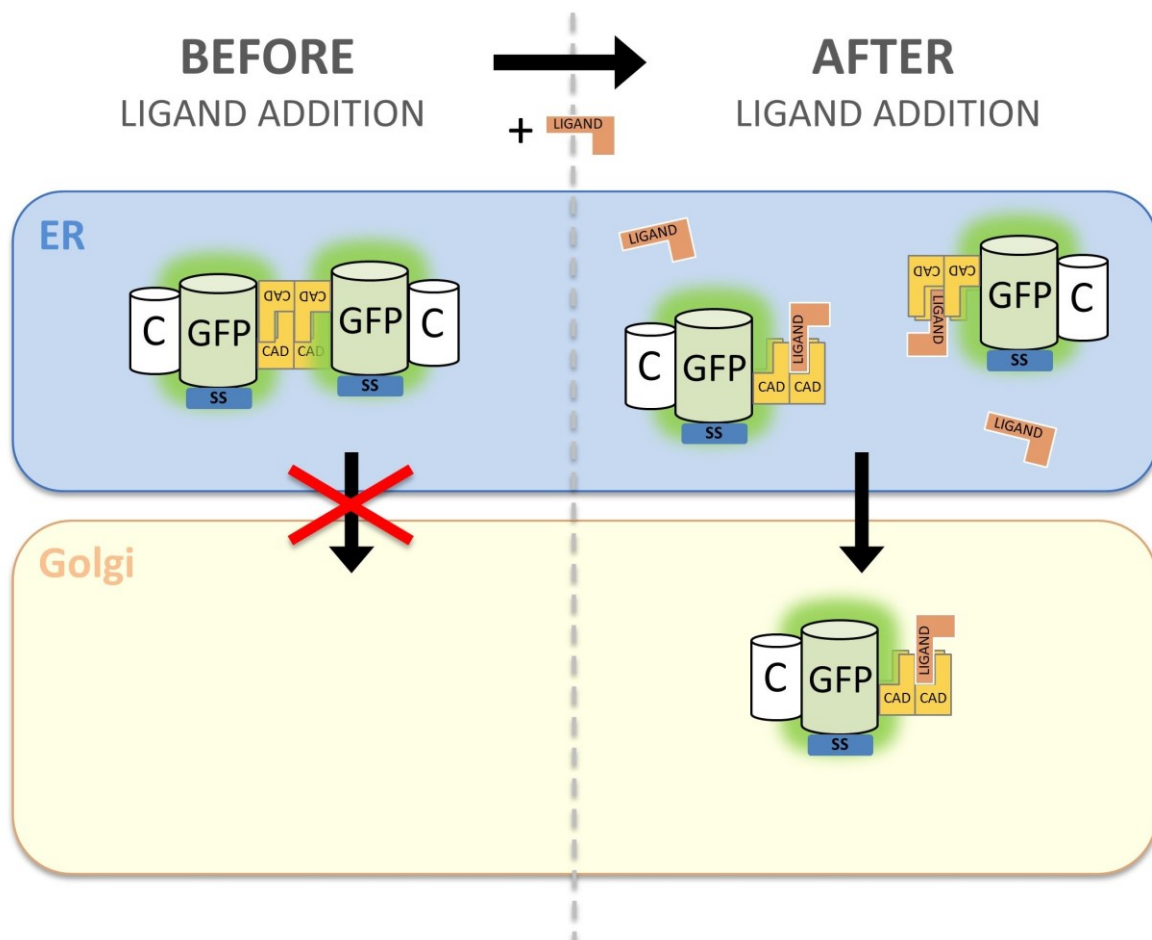 BEFORE
LIGAND ADDITION
+ LIGAND
AFTER
LIGAND ADDITION
ER
C GFP CAD CAD GFP C
CAD CAD
SS SS
LIGAND
C GFP LIGAND
CAD CAD
SS
CAD CAD GFP C
LIGAND
SS
LIGAND
Golgi
C GFP LIGAND
CAD CAD
SS